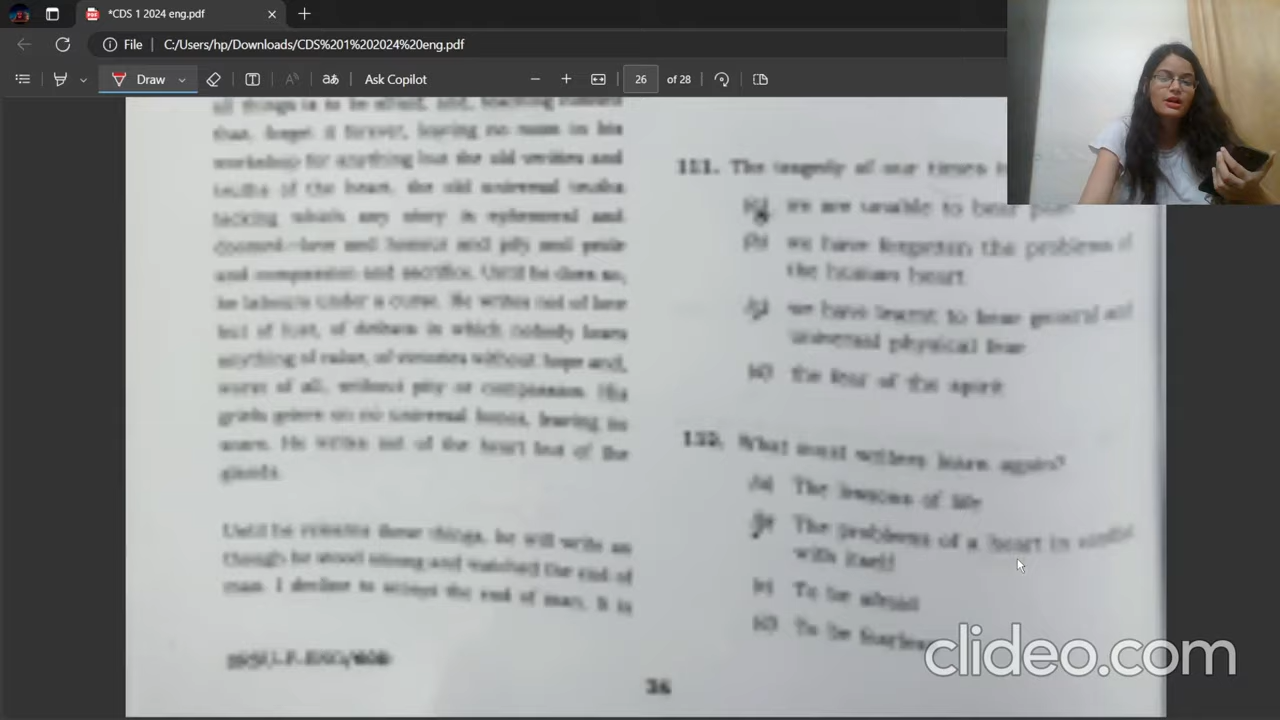 *CDS 1 2024 eng.pdf
File
C:/Users/hp/Downloads/CDS%201%202024%20eng.pdf
Draw
Ask Copilot
26
of 28
all things is to be afraid, and, teaching himself
that, forget it forever, leaving no room in his
workshop for anything but the old verities and
truths of the heart, the old universal truths
lacking which any story is ephemeral and
doomed—love and honour and pity and pride
and compassion and sacrifice. Until he does so,
he labours under a curse. He writes not of love
but of lust, of defeats in which nobody loses
anything of value, of victories without hope and,
worst of all, without pity or compassion. His
griefs grieve on no universal bones, leaving no
scars. He writes not of the heart but of the
glands.
Until he relearns these things, he will write as
though he stood among and watched the end of
man. I decline to accept the end of man. It is
111. The tragedy of our times is
(a) we are unable to bear pain
(b) we have forgotten the problems of
the human heart
(c) we have learnt to bear general and
universal physical fear
(d) the fear of the spirit
112. What must writers learn again?
(a) The lessons of life
(b) The problems of a heart in conflict
with itself
(c) To be afraid
(d) To be fearless
26
clideo.com